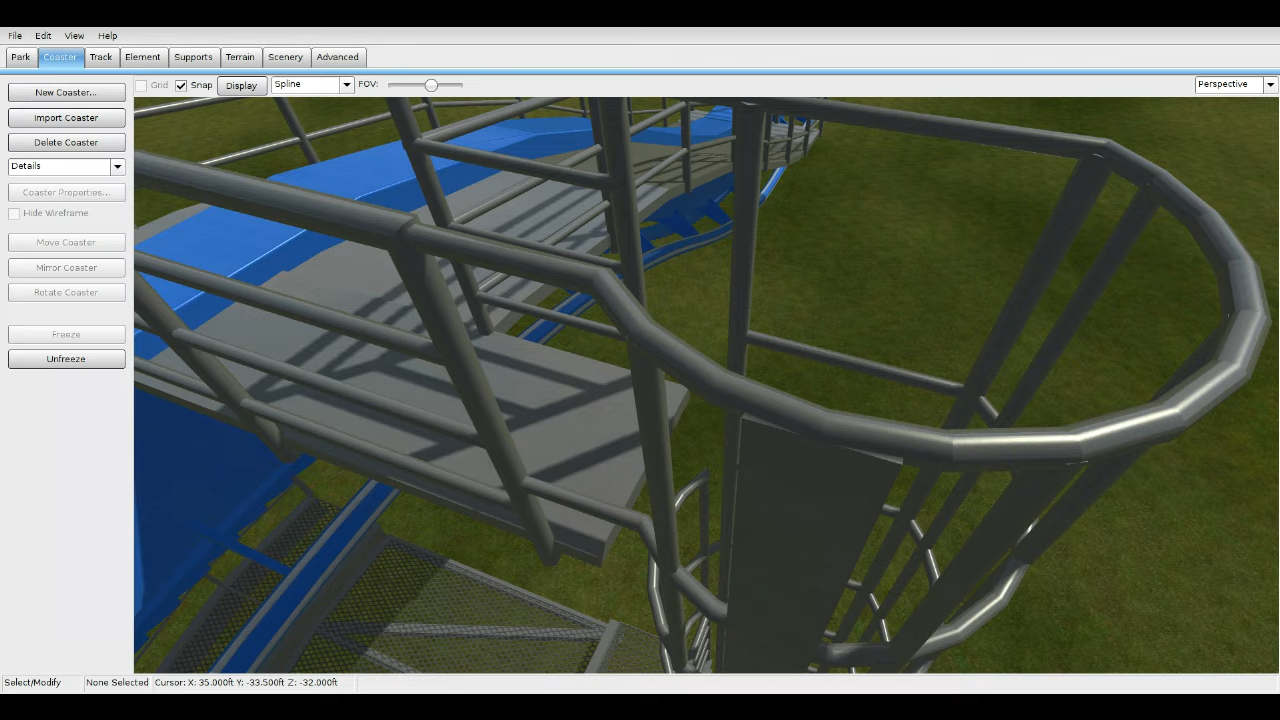 File Edit View Help
Park Coaster Track Element Supports Terrain Scenery Advanced
Grid Snap Display Spline FOV: Perspective
New Coaster...
Import Coaster
Delete Coaster
Details
Coaster Properties...
Hide Wireframe
Move Coaster
Mirror Coaster
Rotate Coaster
Freeze
Unfreeze
Select/Modify None Selected Cursor: X: 35.000ft Y: -33.500ft Z: -32.000ft